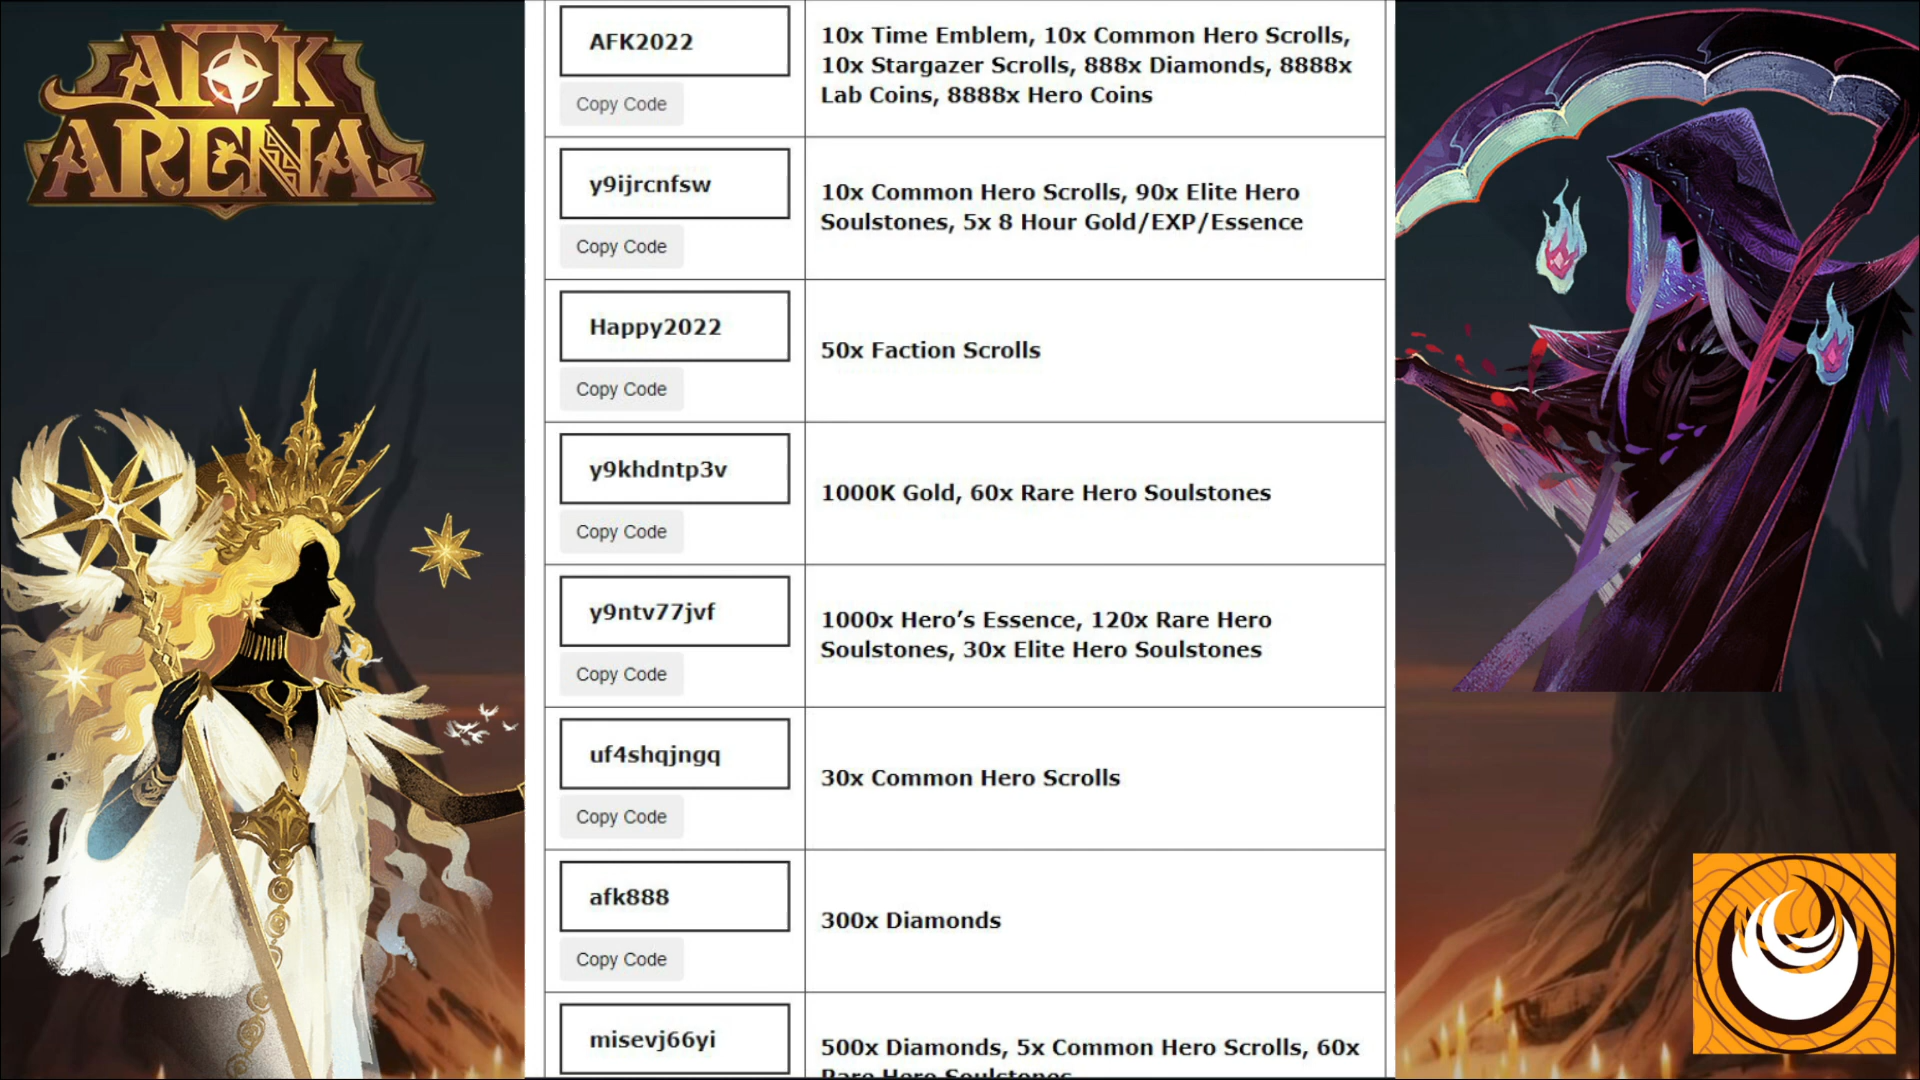 AFK
ARENA
AFK2022
Copy Code
10x Time Emblem, 10x Common Hero Scrolls,
10x Stargazer Scrolls, 888x Diamonds, 8888x
Lab Coins, 8888x Hero Coins
y9ijrcnfsw
Copy Code
10x Common Hero Scrolls, 90x Elite Hero
Soulstones, 5x 8 Hour Gold/EXP/Essence
Happy2022
Copy Code
50x Faction Scrolls
y9khdntp3v
Copy Code
1000K Gold, 60x Rare Hero Soulstones
y9ntv77jvf
Copy Code
1000x Hero’s Essence, 120x Rare Hero
Soulstones, 30x Elite Hero Soulstones
uf4shqjngq
Copy Code
30x Common Hero Scrolls
afk888
Copy Code
300x Diamonds
misevj66yi
500x Diamonds, 5x Common Hero Scrolls, 60x
Rare Hero Soulstones